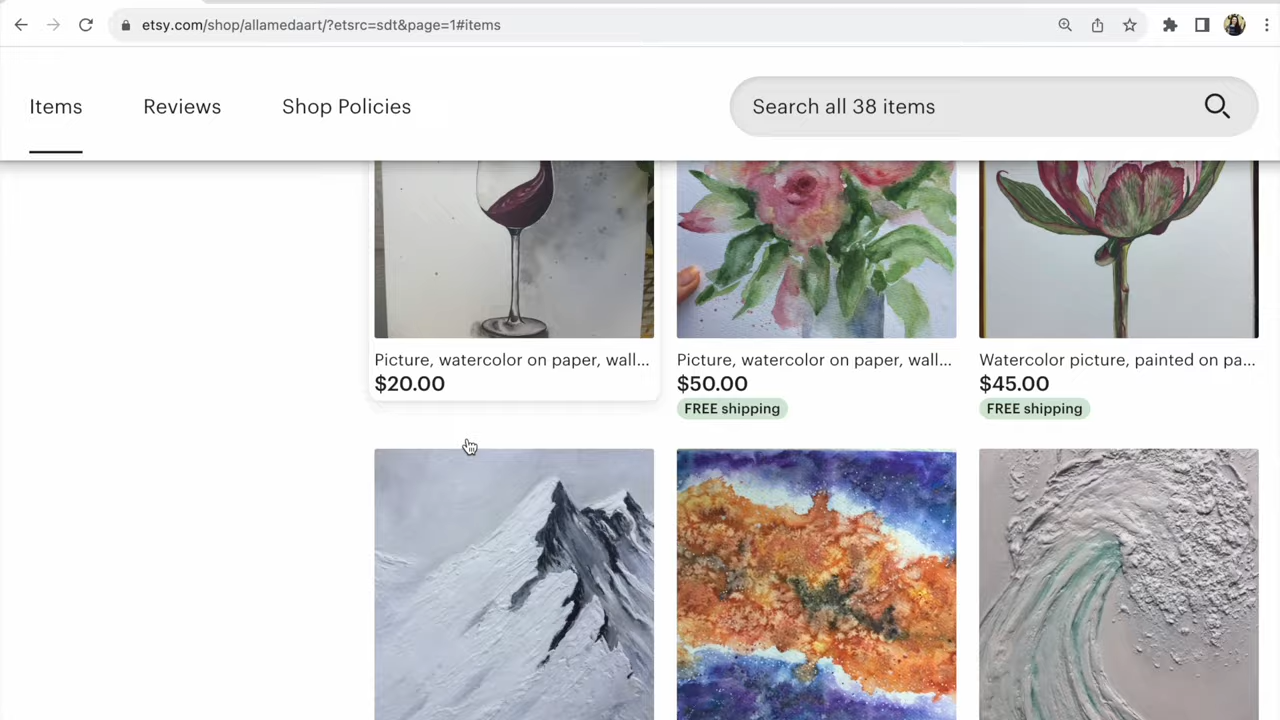 etsy.com/shop/allamedaart/?etsrc=sdt&page=1#items
Items
Reviews
Shop Policies
Search all 38 items
Picture, watercolor on paper, wall...
$20.00
Picture, watercolor on paper, wall...
$50.00
FREE shipping
Watercolor picture, painted on pa...
$45.00
FREE shipping